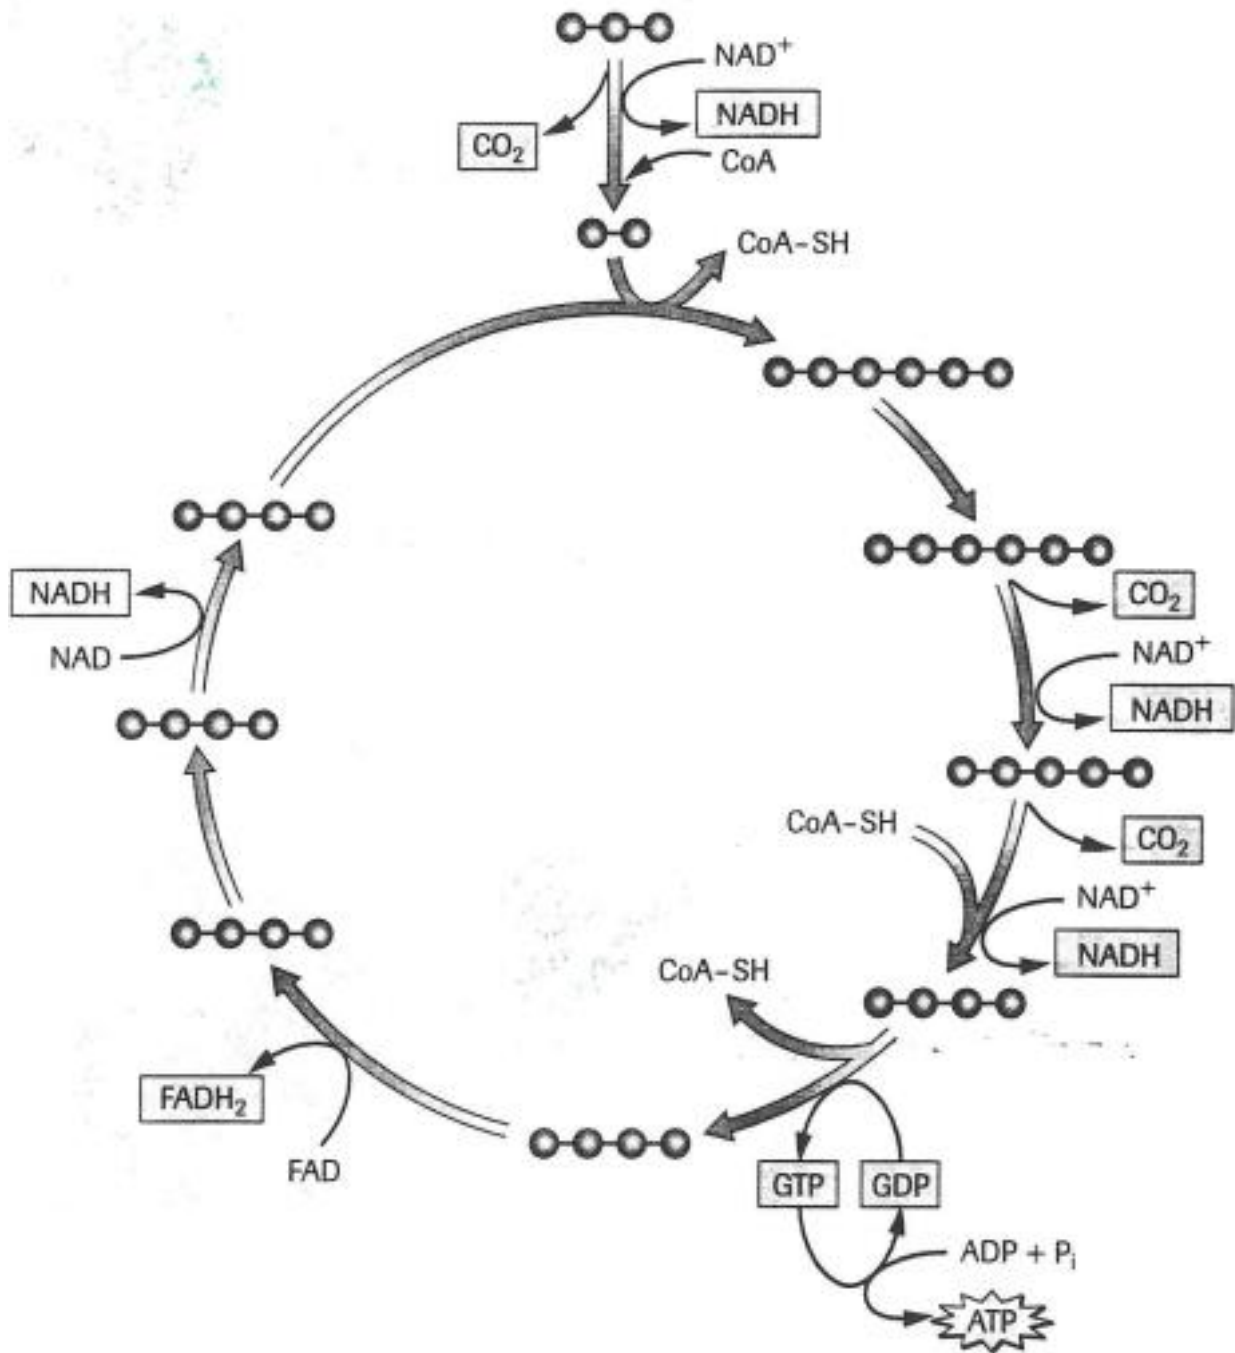 NAD⁺
NADH
CO₂
CoA
CoA-SH
CO₂
NAD⁺
NADH
CoA-SH
CO₂
NAD⁺
NADH
CoA-SH
GTP
GDP
ADP + Pᵢ
ATP
FADH₂
FAD
NADH
NAD